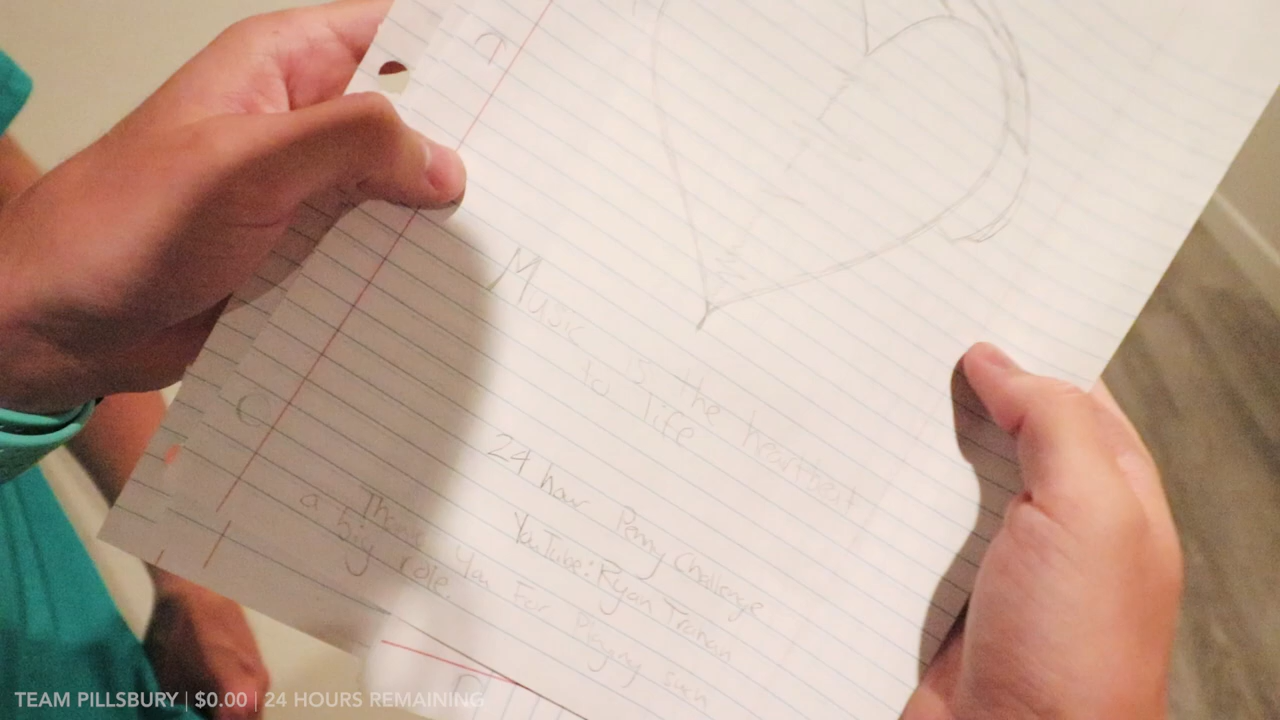 Music is the heartbeat
to life
24 hour Penny Challenge
YouTube: Ryan Trahan
Thank You For Playing such
a big role.
TEAM PILLSBURY | $0.00 | 24 HOURS REMAINING